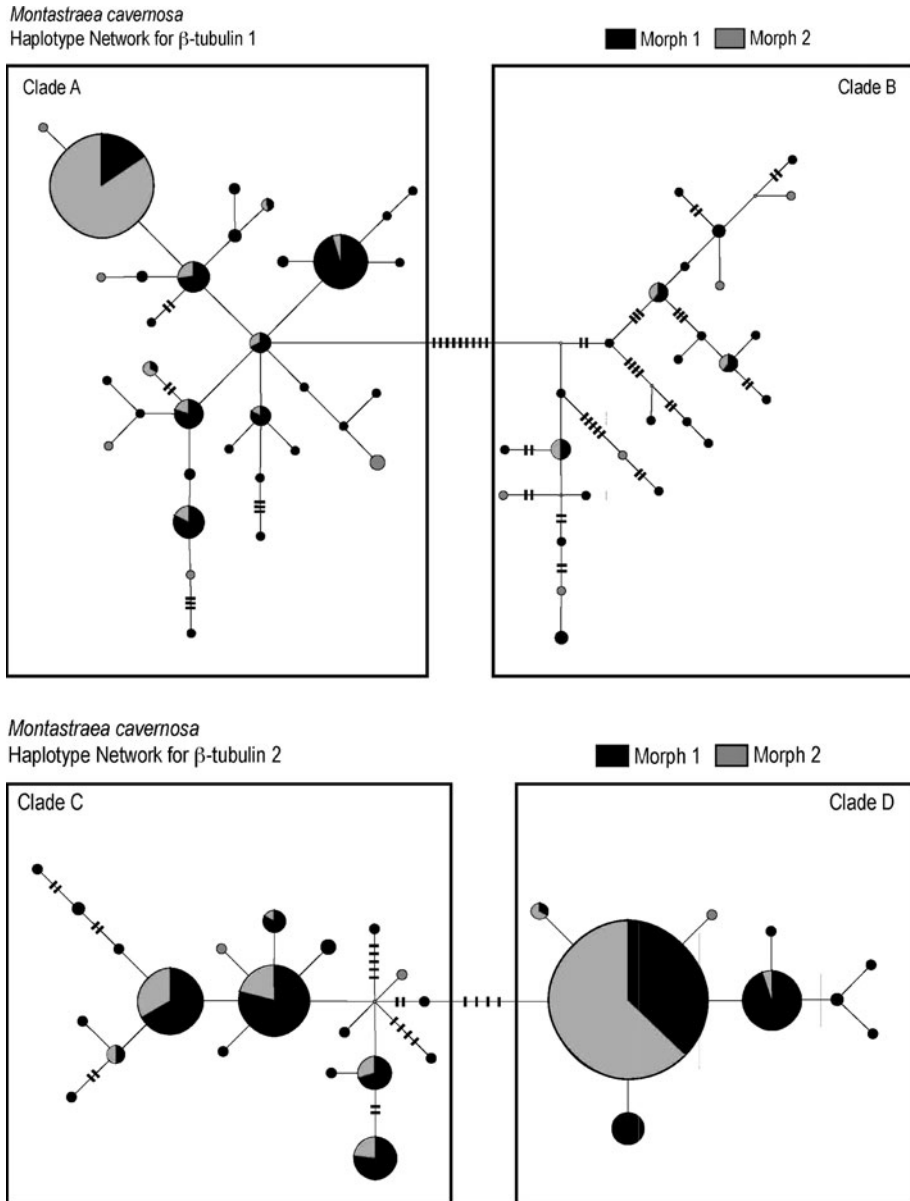 Montastraea cavernosa
Haplotype Network for β-tubulin 1
Morph 1 Morph 2
Clade A
Clade B
Montastraea cavernosa
Haplotype Network for β-tubulin 2
Morph 1 Morph 2
Clade C
Clade D